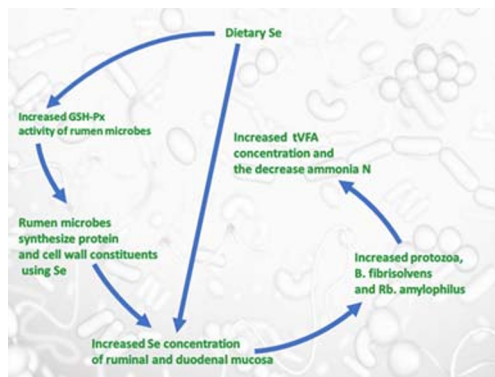 Dietary Se
Increased GSH-Px
activity of rumen microbes
Increased tVFA
concentration and
the decrease ammonia N
Rumen microbes
synthesize protein
and cell wall constituents
using Se
Increased protozoa,
B. fibrisolvens
and Rb. amylophilus
Increased Se concentration
of ruminal and duodenal mucosa